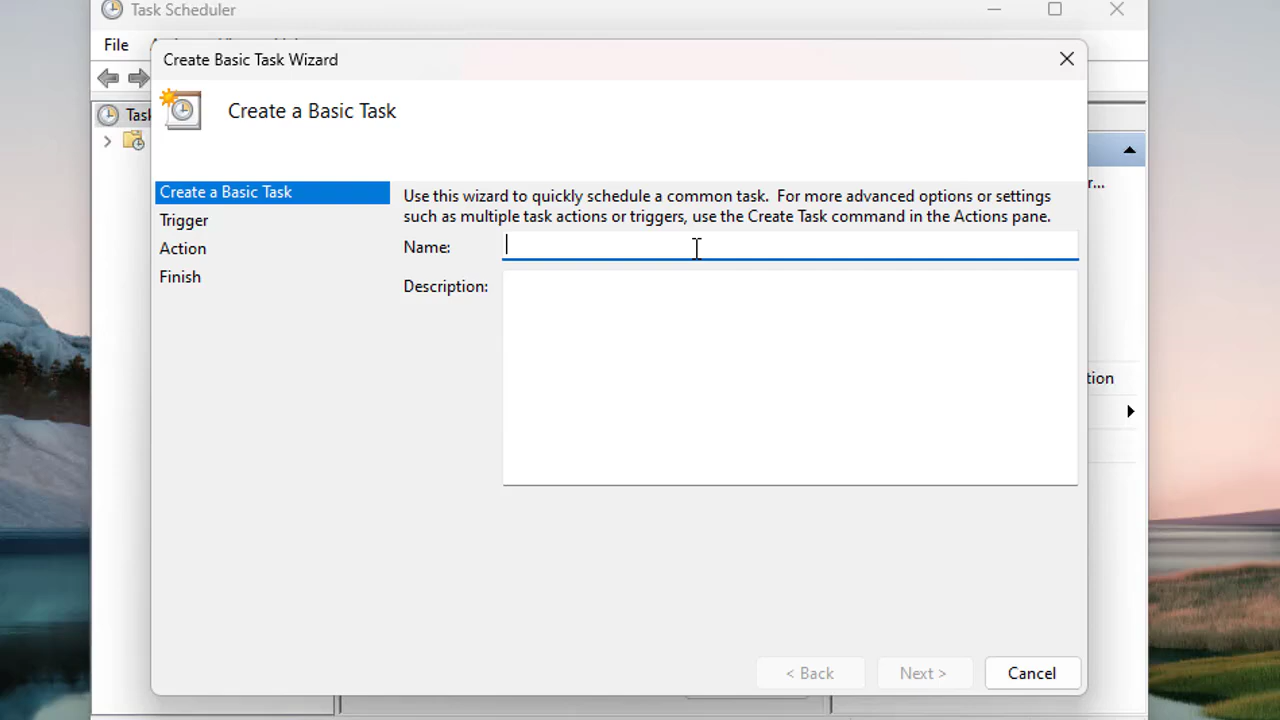 Task Scheduler
File
Create Basic Task Wizard
Create a Basic Task
Task
Create a Basic Task
Trigger
Action
Finish
Use this wizard to quickly schedule a common task.  For more advanced options or settings
such as multiple task actions or triggers, use the Create Task command in the Actions pane.
Name:
Description:
r...
tion
< Back
Next >
Cancel